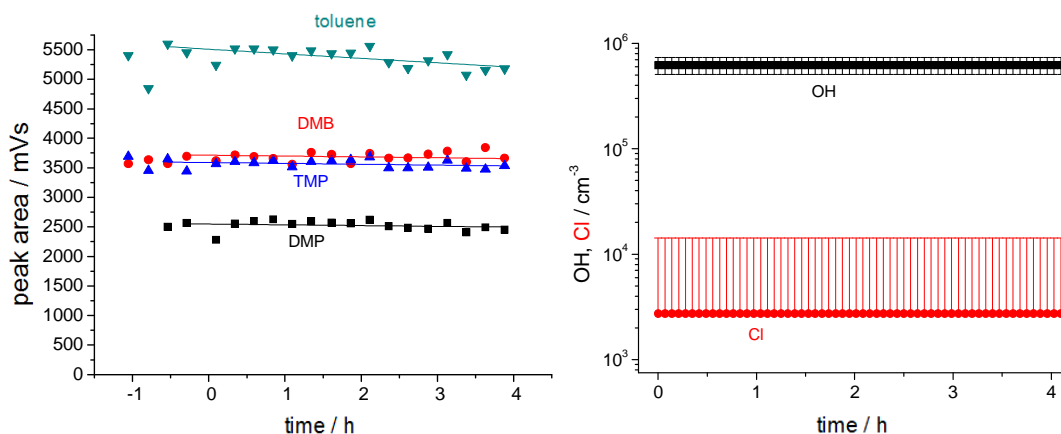 toluene
5500
5000
4500
4000
3500
3000
2500
2000
1500
1000
500
0
DMB
TMP
DMP
peak area / mVs
-1 0 1 2 3 4
time / h
10⁶
10⁵
10⁴
10³
OH
Cl
OH, Cl / cm⁻³
0 1 2 3 4
time / h